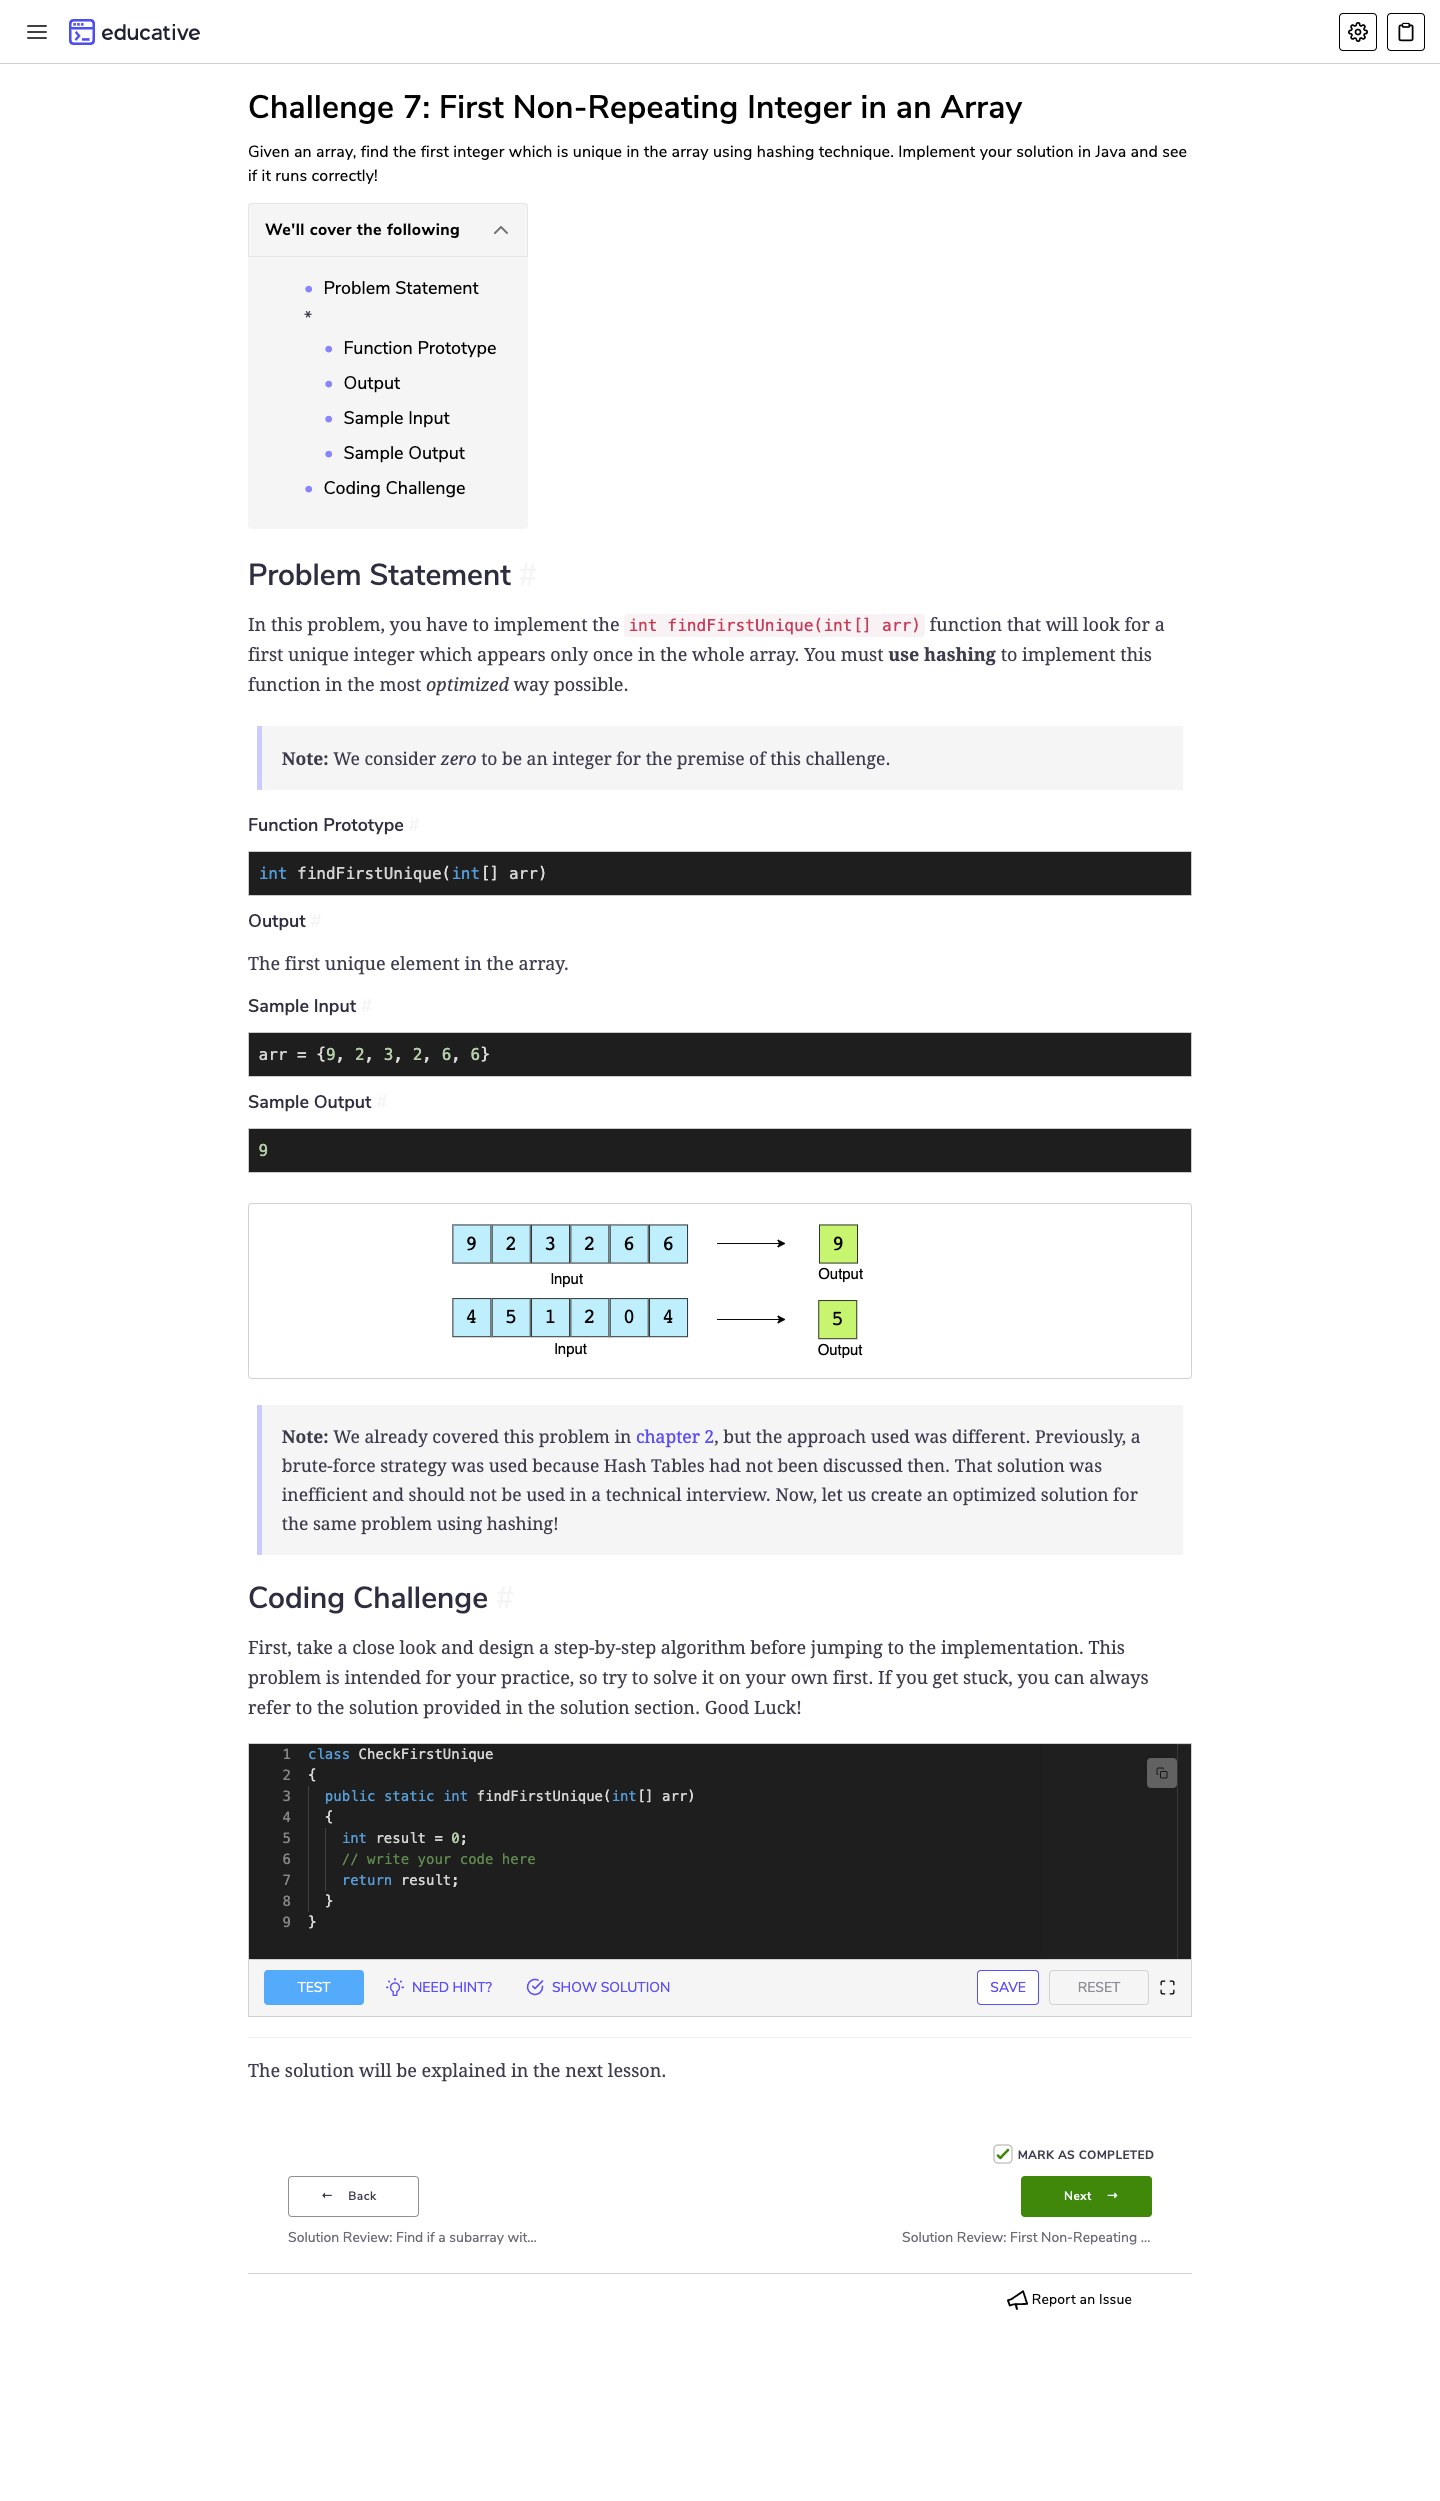 educative
Challenge 7: First Non-Repeating Integer in an Array
Given an array, find the first integer which is unique in the array using hashing technique. Implement your solution in Java and see
if it runs correctly!
We'll cover the following
Problem Statement
*
Function Prototype
Output
Sample Input
Sample Output
Coding Challenge
Problem Statement #
In this problem, you have to implement the int findFirstUnique(int[] arr) function that will look for a
first unique integer which appears only once in the whole array. You must use hashing to implement this
function in the most optimized way possible.
Note: We consider zero to be an integer for the premise of this challenge.
Function Prototype #
int findFirstUnique(int[] arr)
Output #
The first unique element in the array.
Sample Input #
arr = {9, 2, 3, 2, 6, 6}
Sample Output #
9
9 2 3 2 6 6 9
Input Output
4 5 1 2 0 4 5
Input Output
Note: We already covered this problem in chapter 2, but the approach used was different. Previously, a
brute-force strategy was used because Hash Tables had not been discussed then. That solution was
inefficient and should not be used in a technical interview. Now, let us create an optimized solution for
the same problem using hashing!
Coding Challenge #
First, take a close look and design a step-by-step algorithm before jumping to the implementation. This
problem is intended for your practice, so try to solve it on your own first. If you get stuck, you can always
refer to the solution provided in the solution section. Good Luck!
1 class CheckFirstUnique
2 {
3 public static int findFirstUnique(int[] arr)
4 {
5 int result = 0;
6 // write your code here
7 return result;
8 }
9 }
TEST NEED HINT? SHOW SOLUTION SAVE RESET
The solution will be explained in the next lesson.
MARK AS COMPLETED
← Back Next →
Solution Review: Find if a subarray wit... Solution Review: First Non-Repeating ...
Report an Issue